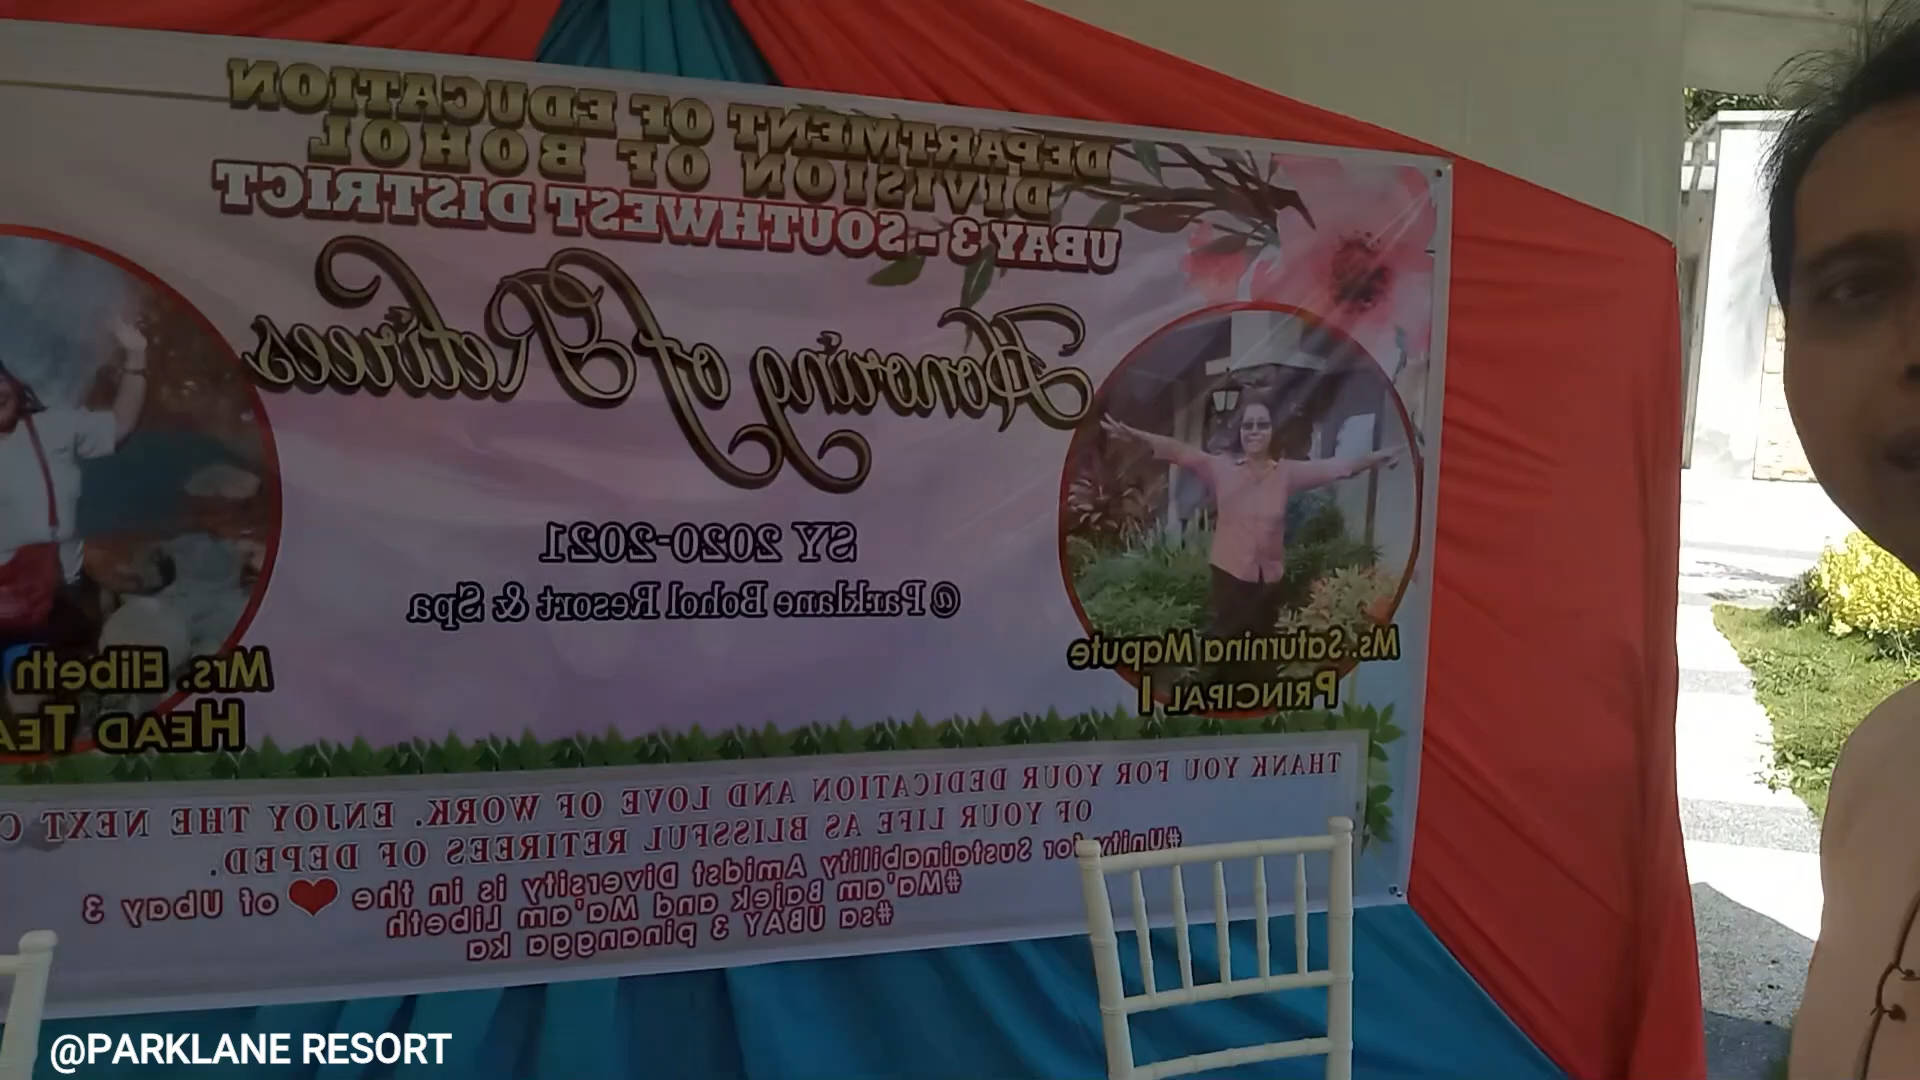 DEPARTMENT OF EDUCATION
DIVISION OF BOHOL
UBAY 3 - SOUTHWEST DISTRICT
Honoring of Retirees
SY 2020-2021
@ Parklane Bohol Resort & Spa
Ms. Saturnina Mapute
PRINCIPAL I
Mrs. Elibeth
HEAD
THANK YOU FOR YOUR DEDICATION AND LOVE OF WORK. ENJOY THE NEXT
OF YOUR LIFE AS BLISSFUL RETIREES OF DEPED.
#Unity for Sustainability Amidst Diversity is in the ❤ of Ubay 3
#Ma'am Bajek and Ma'am Libeth
#sa UBAY 3 pinangga ka
@PARKLANE RESORT